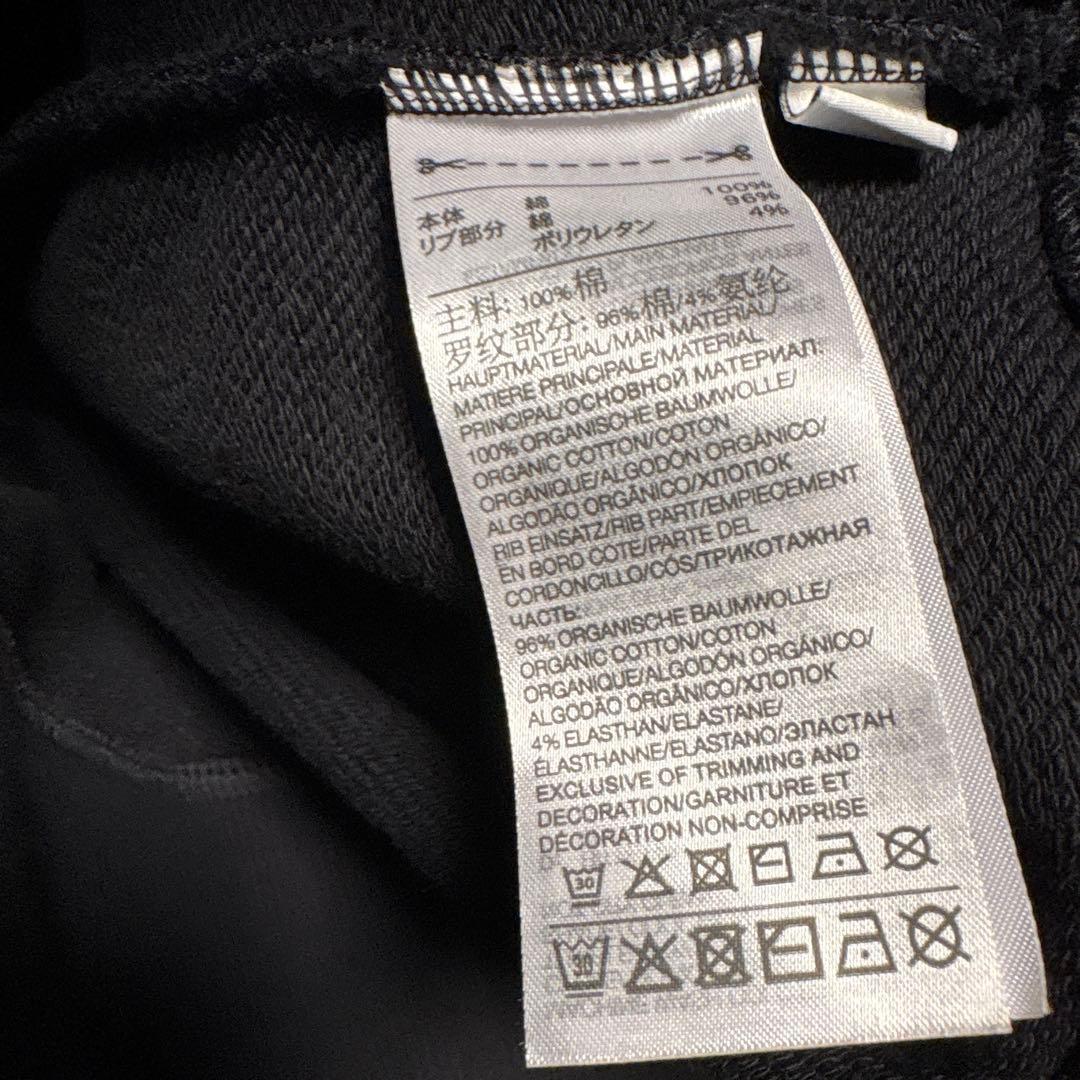 本体 綿 100%
リブ部分 綿 96%
ポリウレタン 4%
主料: 100%棉
罗纹部分: 96%棉/4%氨纶
HAUPTMATERIAL/MAIN MATERIAL/
MATIERE PRINCIPALE/MATERIAL
PRINCIPAL/ОСНОВНОЙ МАТЕРИАЛ:
100% ORGANISCHE BAUMWOLLE/
ORGANIC COTTON/COTON
ORGANIQUE/ALGODÓN ORGÁNICO/
ALGODÃO ORGÂNICO/ХЛОПОК
RIB EINSATZ/RIB PART/EMPIECEMENT
EN BORD COTE/PARTE DEL
CORDONCILLO/CÓS/ТРИКОТАЖНАЯ
ЧАСТЬ:
96% ORGANISCHE BAUMWOLLE/
ORGANIC COTTON/COTON
ORGANIQUE/ALGODÓN ORGÁNICO/
ALGODÃO ORGÂNICO/ХЛОПОК
4% ELASTHAN/ELASTANE/
ÉLASTHANNE/ELASTANO/ЭЛАСТАН
EXCLUSIVE OF TRIMMING AND
DECORATION/GARNITURE ET
DÉCORATION NON-COMPRISE
30
30